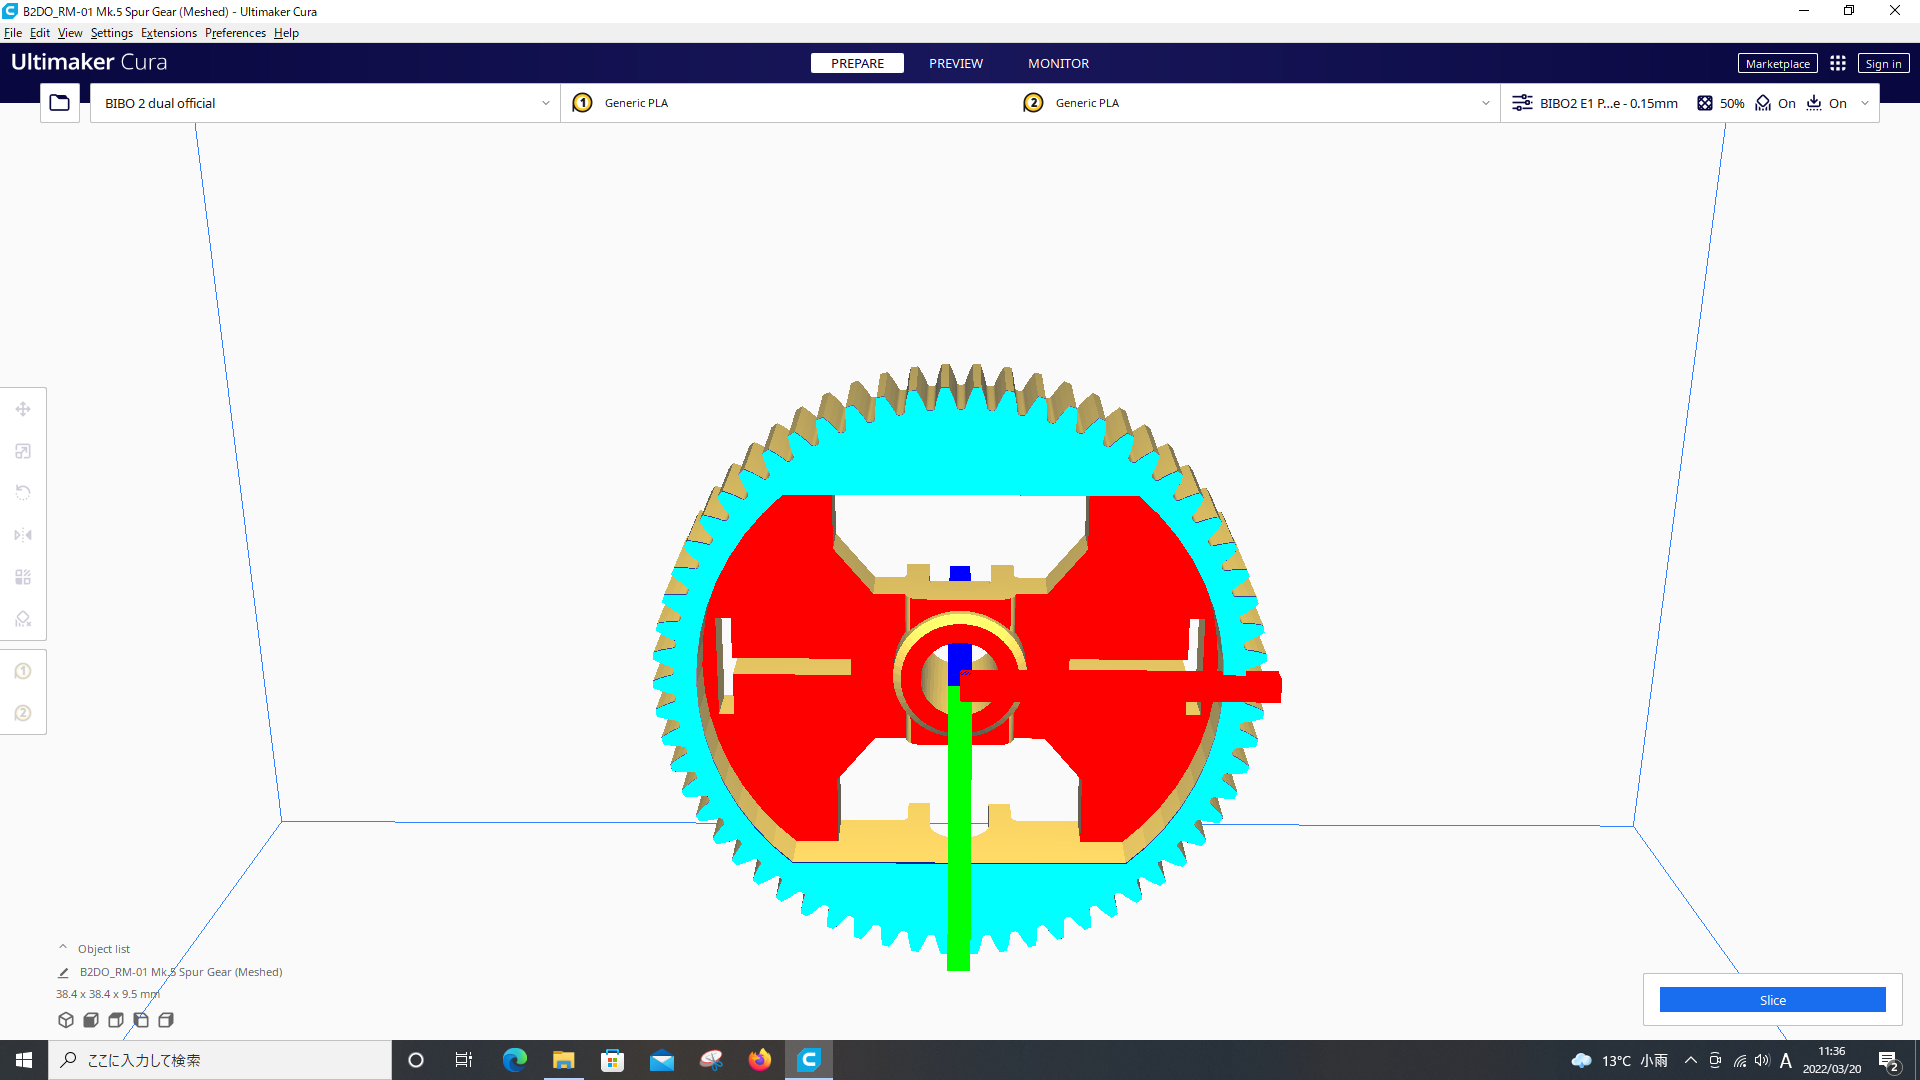 B2DO_RM-01 Mk.5 Spur Gear (Meshed) - Ultimaker Cura
File Edit View Settings Extensions Preferences Help
Ultimaker Cura
PREPARE PREVIEW MONITOR
Marketplace Sign in
BIBO 2 dual official
1 Generic PLA
2 Generic PLA
BIBO2 E1 P...e - 0.15mm 50% On On
1
2
Object list
B2DO_RM-01 Mk.5 Spur Gear (Meshed)
38.4 x 38.4 x 9.5 mm
Slice
ここに入力して検索
13°C 小雨
A
11:36
2022/03/20
2